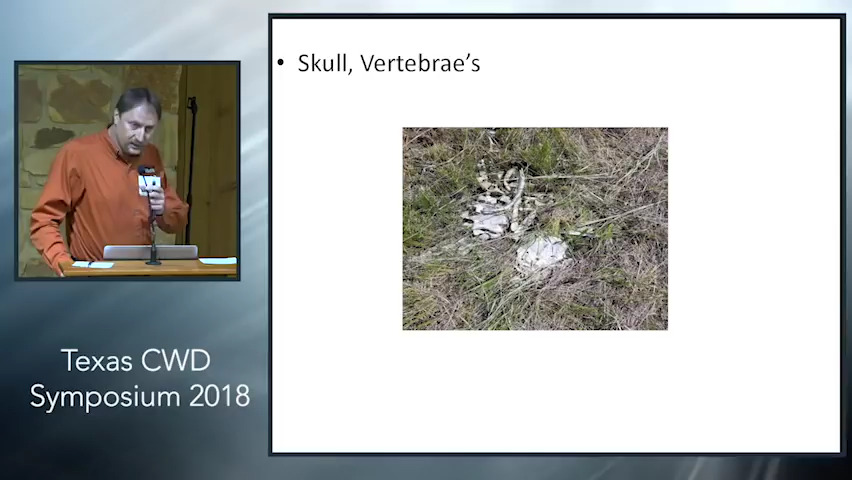 • Skull, Vertebrae's
Texas CWD
Symposium 2018